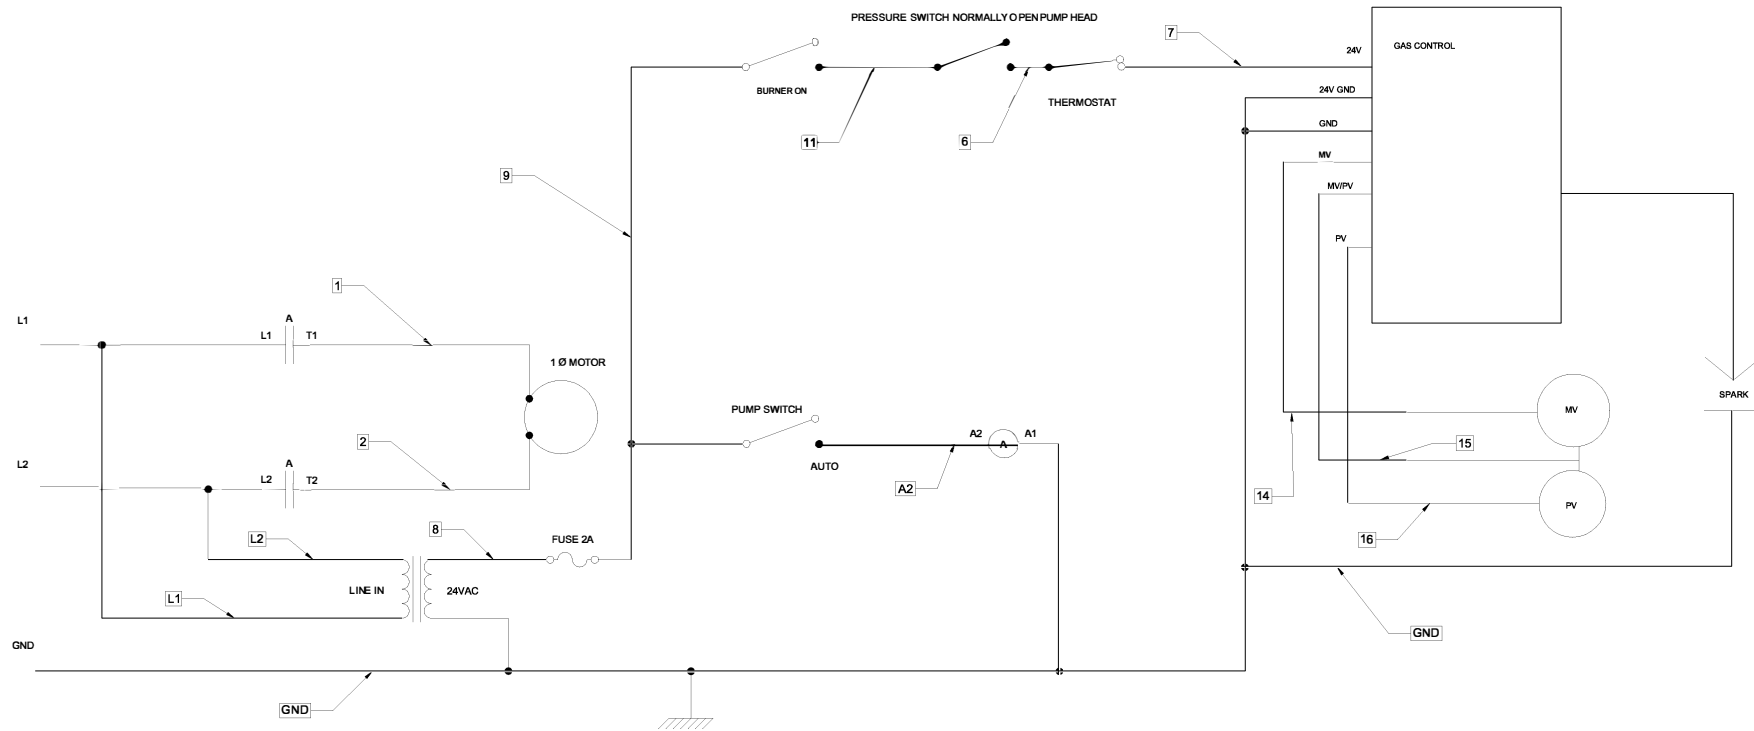 PRESSURE SWITCH NORMALLY OPEN PUMP HEAD
7
24V
GAS CONTROL
BURNER ON
24V GND
THERMOSTAT
GND
11
6
MV
9
MV/PV
PV
1
L1
A
L1
T1
1 Ø MOTOR
SPARK
PUMP SWITCH
MV
2
A2
A
A1
15
L2
A
L2
T2
AUTO
A2
14
PV
8
L2
FUSE 2A
16
LINE IN
24VAC
L1
GND
GND
GND